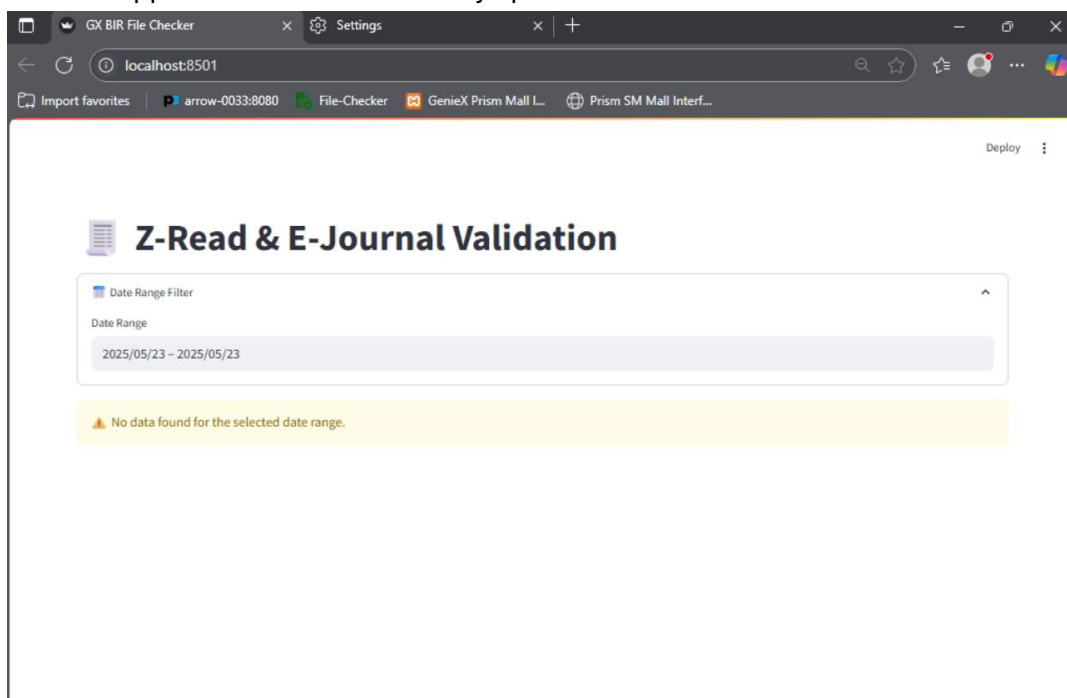 GX BIR File Checker
Settings
localhost:8501
Import favorites
arrow-0033:8080
File-Checker
GenieX Prism Mall I...
Prism SM Mall Interf...
Deploy
Z-Read & E-Journal Validation
Date Range Filter
Date Range
2025/05/23 – 2025/05/23
No data found for the selected date range.